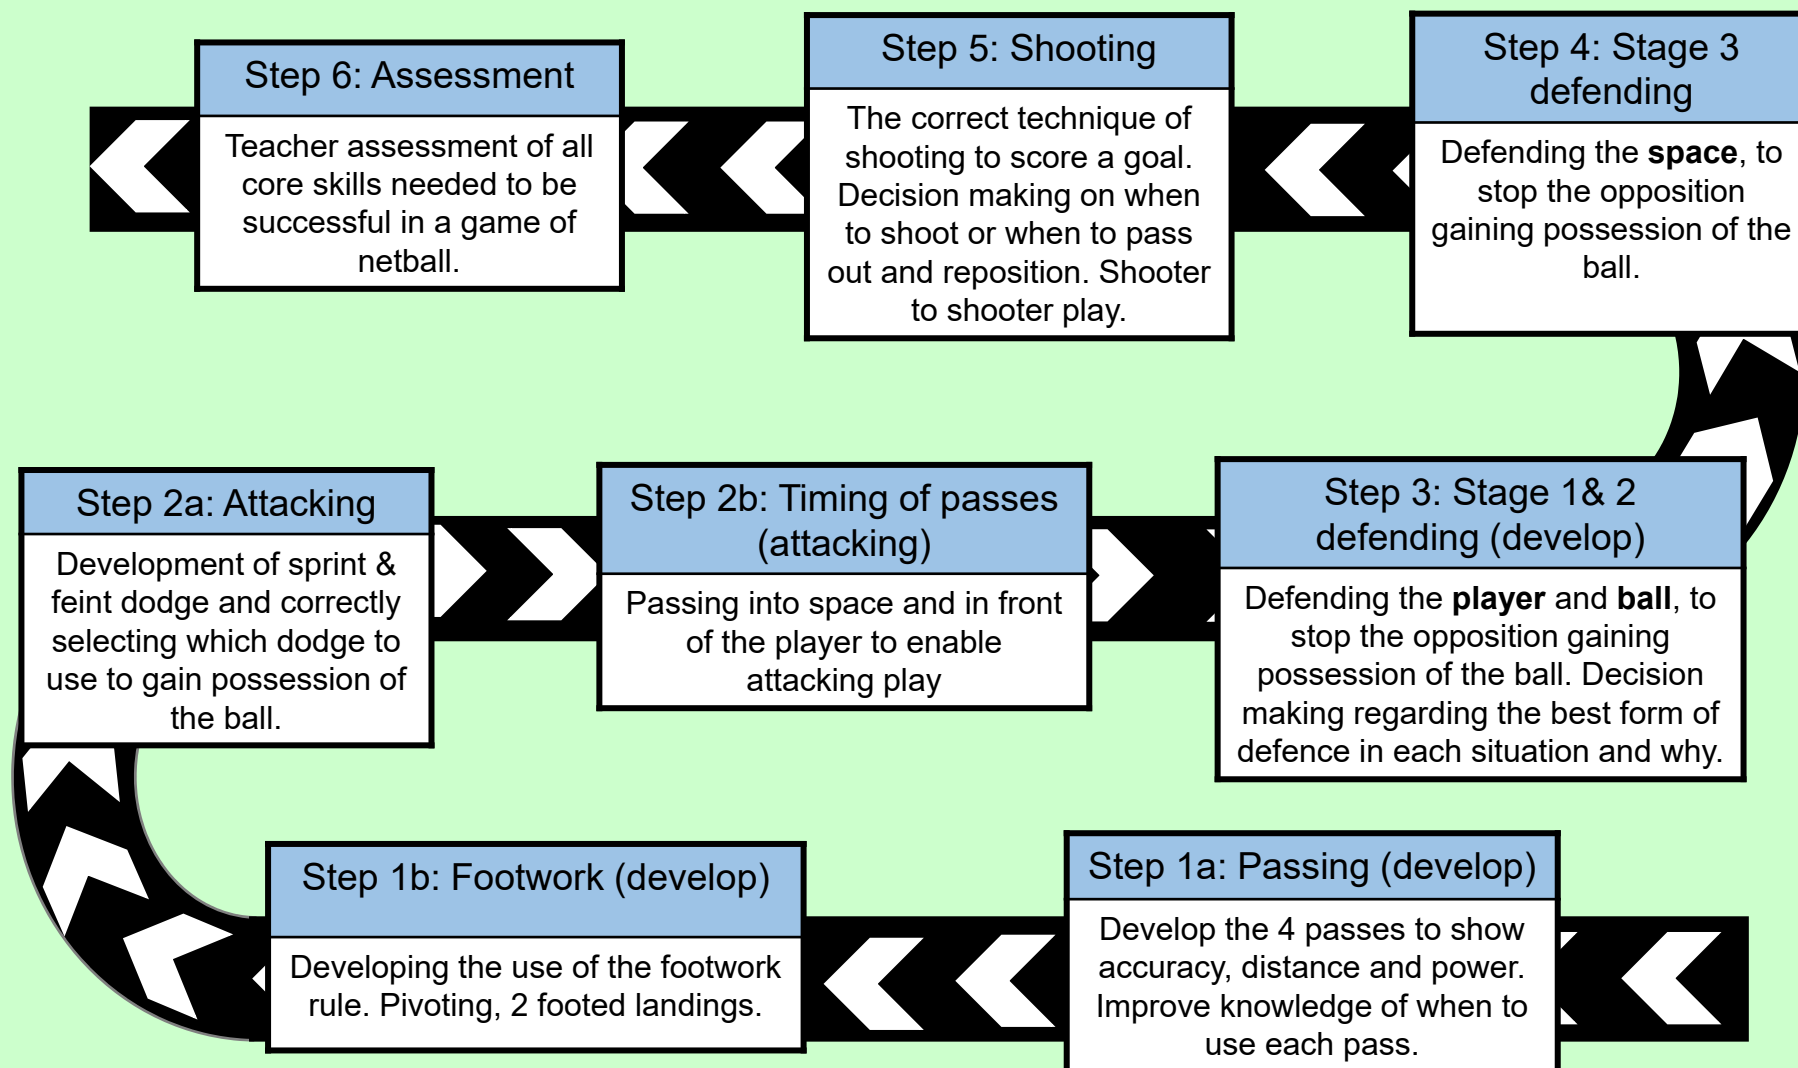 Step 6: Assessment
Teacher assessment of all
core skills needed to be
successful in a game of
netball.
Step 5: Shooting
The correct technique of
shooting to score a goal.
Decision making on when
to shoot or when to pass
out and reposition. Shooter
to shooter play.
Step 4: Stage 3
defending
Defending the space, to
stop the opposition
gaining possession of the
ball.
Step 2a: Attacking
Development of sprint &
feint dodge and correctly
selecting which dodge to
use to gain possession of
the ball.
Step 2b: Timing of passes
(attacking)
Passing into space and in front
of the player to enable
attacking play
Step 3: Stage 1& 2
defending (develop)
Defending the player and ball, to
stop the opposition gaining
possession of the ball. Decision
making regarding the best form of
defence in each situation and why.
Step 1b: Footwork (develop)
Developing the use of the footwork
rule. Pivoting, 2 footed landings.
Step 1a: Passing (develop)
Develop the 4 passes to show
accuracy, distance and power.
Improve knowledge of when to
use each pass.